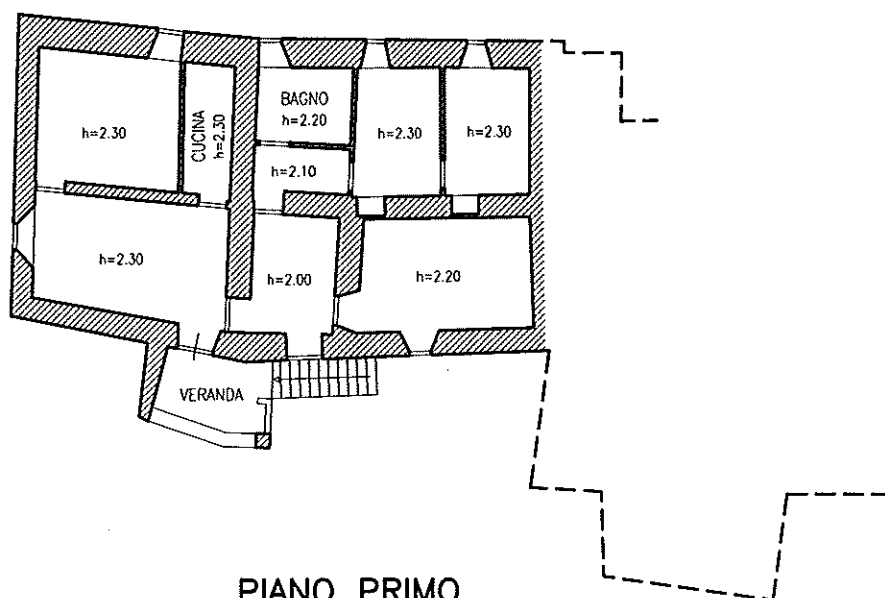 h=2.30
CUCINA
h=2.30
BAGNO
h=2.20
h=2.30
h=2.30
h=2.10
h=2.30
h=2.00
h=2.20
VERANDA
PIANO PRIMO